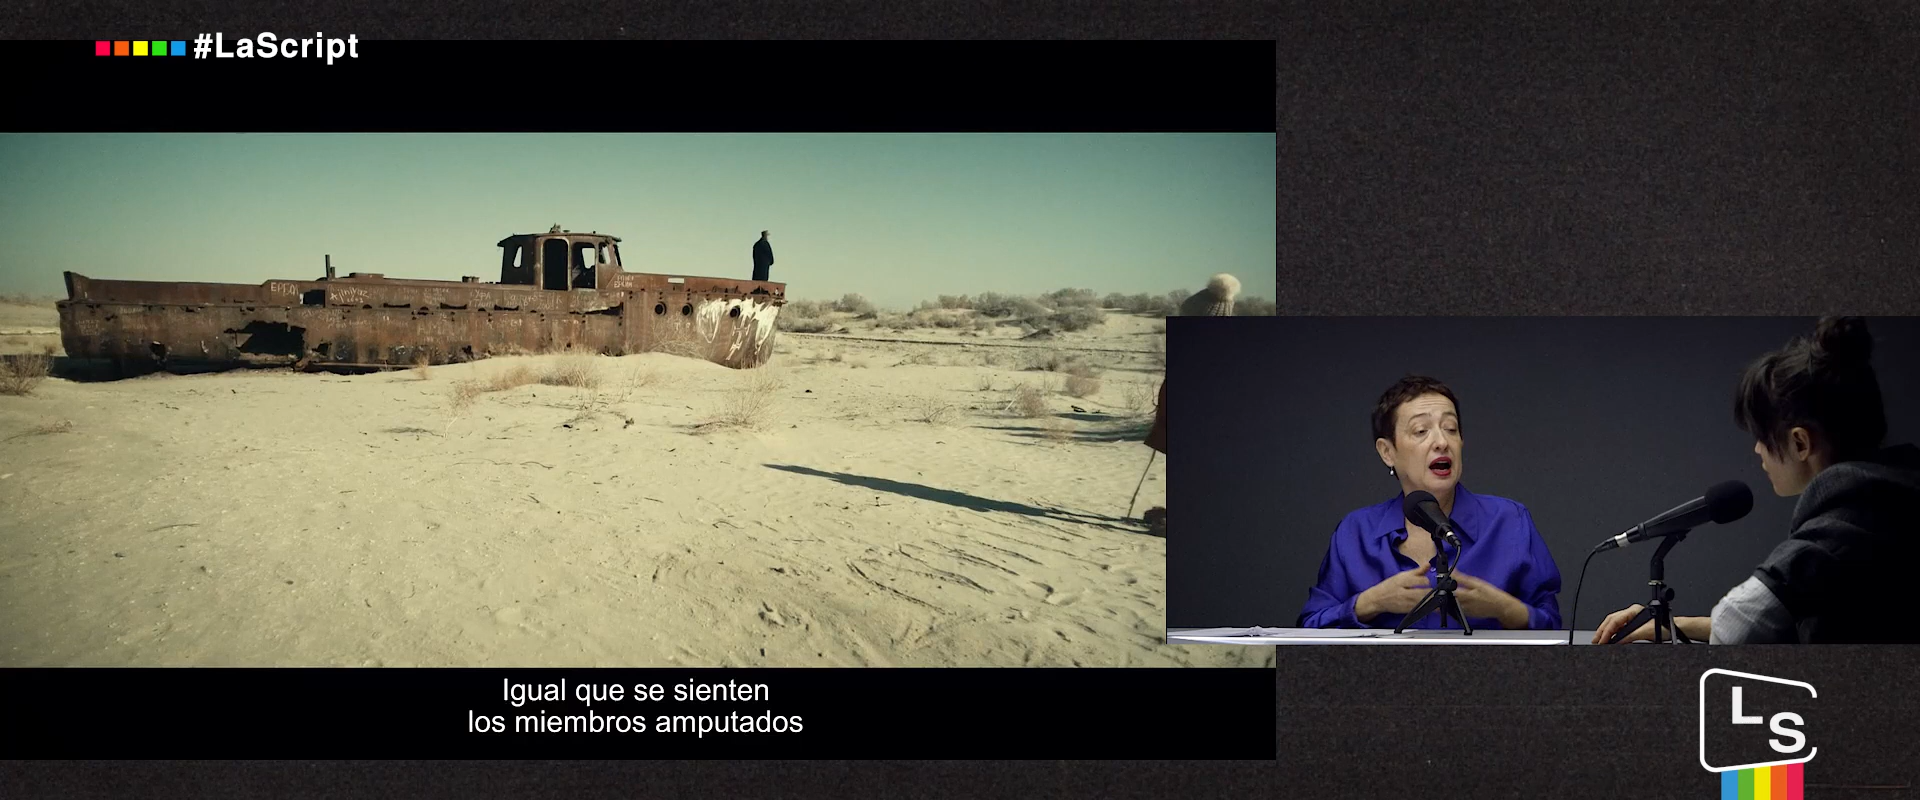 #LaScript
Igual que se sienten
los miembros amputados
LS